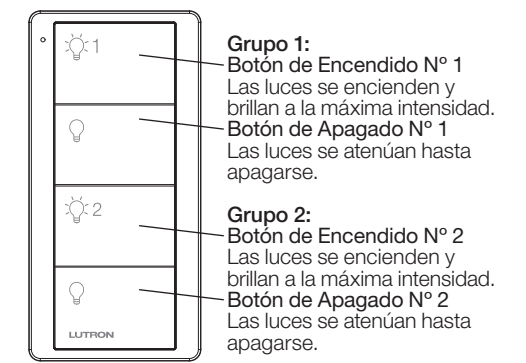 1
2
LUTRON
Grupo 1:
Botón de Encendido Nº 1
Las luces se encienden y
brillan a la máxima intensidad.
Botón de Apagado Nº 1
Las luces se atenúan hasta
apagarse.
Grupo 2:
Botón de Encendido Nº 2
Las luces se encienden y
brillan a la máxima intensidad.
Botón de Apagado Nº 2
Las luces se atenúan hasta
apagarse.